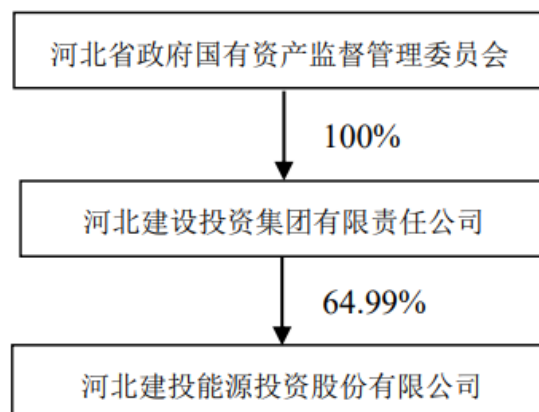 河北省政府国有资产监督管理委员会
100%
河北建设投资集团有限责任公司
64.99%
河北建投能源投资股份有限公司